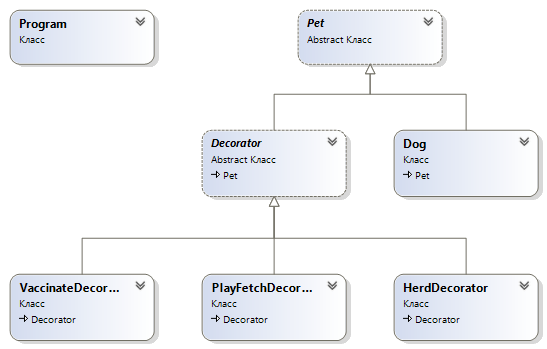 Program
Класс
Pet
Abstract Класс
Decorator
Abstract Класс
Pet
Dog
Класс
Pet
VaccinateDecor...
Класс
Decorator
PlayFetchDecor...
Класс
Decorator
HerdDecorator
Класс
Decorator